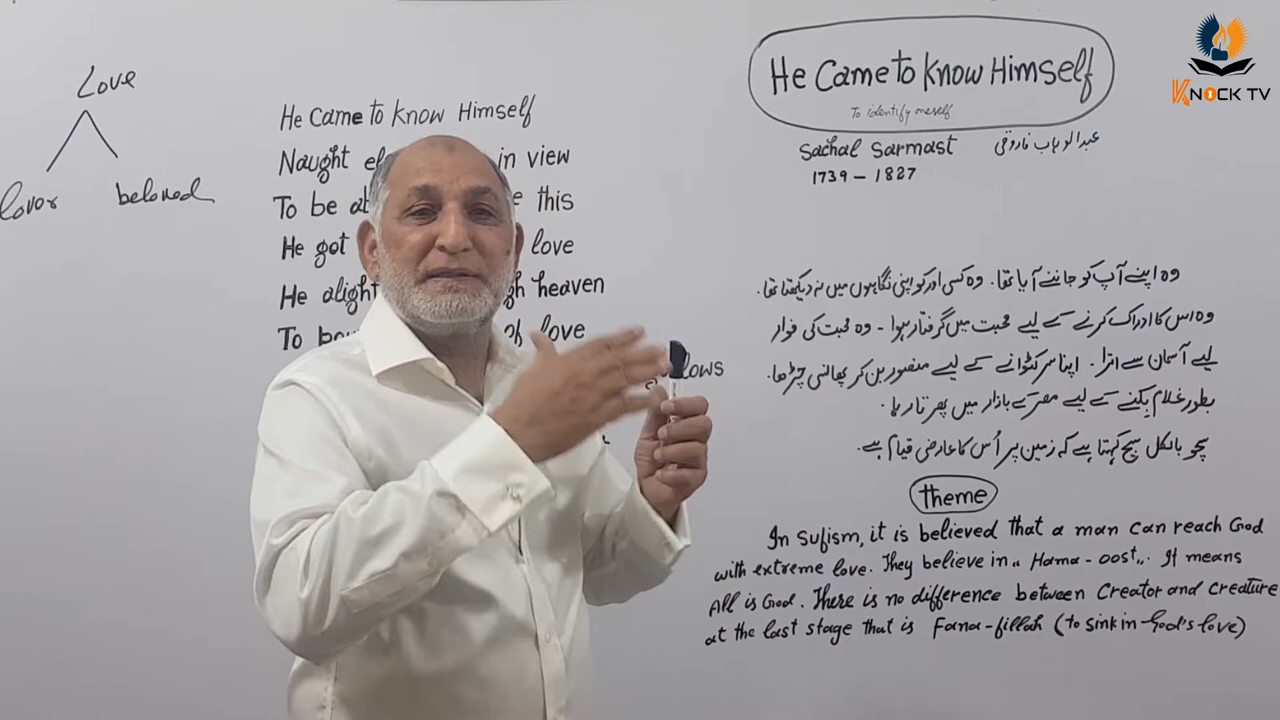 Love
lover beloved
He Came to Know Himself
Naught in view
To be this
He got love
He heaven
To of love
lows
He Came to Know Himself
To identify oneself
Sachal Sarmast عبدالوہاب فاروقی
1739 – 1827
وہ اپنے آپ کو جاننے آیا تھا۔ وہ کسی اور کو اپنی نگاہوں میں نہ دیکھتا تھا۔
وہ اس کا ادراک کرنے کے لیے محبت میں گرفتار ہوا - وہ محبت کی
لیے آسمان سے اترا۔ اپنا سر کٹوانے کے لیے منصور بن کر پھانسی چڑھا۔
بطور غلام بکنے کے لیے مصر کے بازار میں پھرتا رہا۔
سچو بالکل سچ کہتا ہے کہ زمین پر اُس کا عارضی قیام ہے۔
theme
In Sufism, it is believed that a man can reach God
with extreme love. They believe in "Hama-oost". It means
All is God. There is no difference between Creator and creature
at the last stage that is Fana-fillah (to sink in God's love)
KNOCK TV